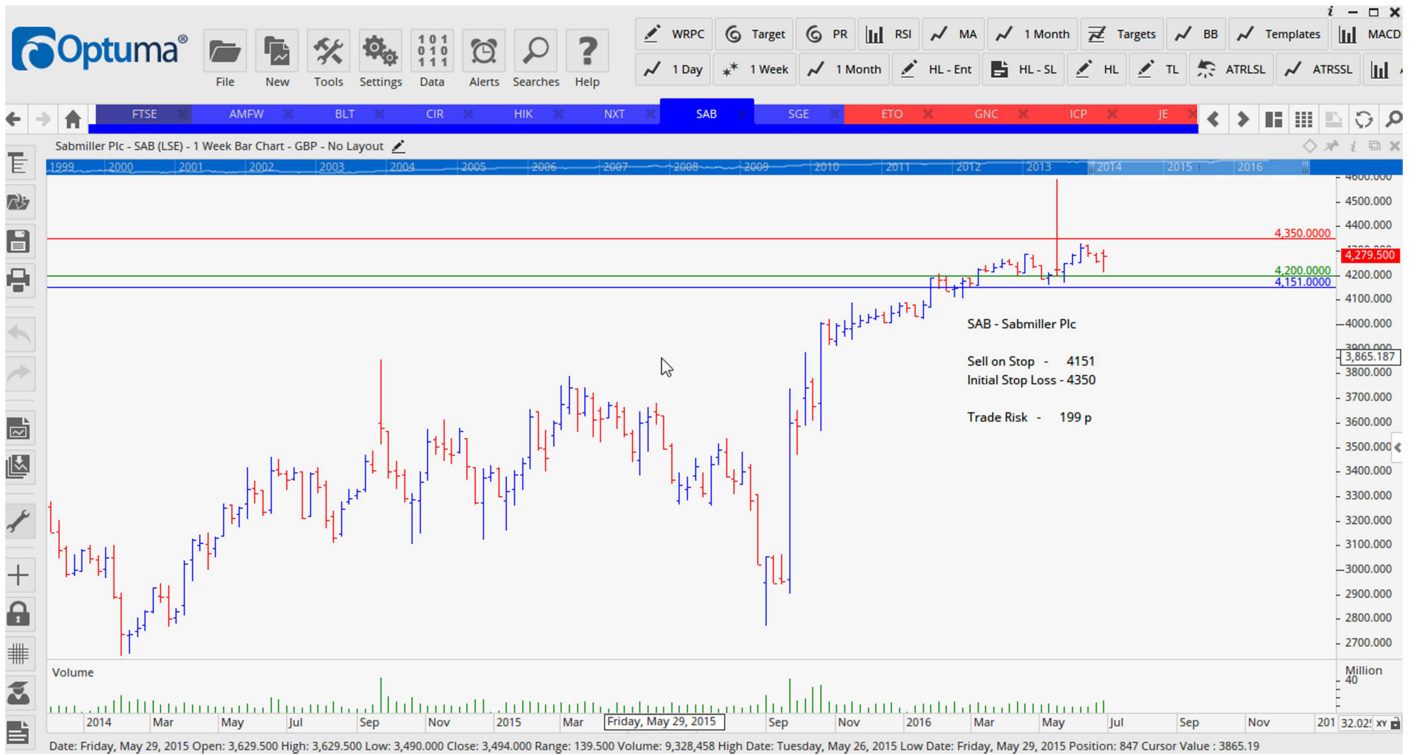 i
Optuma®
File New Tools Settings Data Alerts Searches Help
WRPC Target PR RSI MA 1 Month Targets BB Templates MACD
1 Day 1 Week 1 Month HL - Ent HL - SL HL TL ATRLSL ATRSSL
FTSE AMFW BLT CIR HIK NXT SAB SGE ETO GNC ICP JE
Sabmiller Plc - SAB (LSE) - 1 Week Bar Chart - GBP - No Layout
1999 2000 2001 2002 2003 2004 2005 2006 2007 2008 2009 2010 2011 2012 2013 2014 2015 2016
4600.000
4500.000
4400.000
4,350.0000
4,279.500
4,200.0000
4200.000
4,151.0000
4100.000
SAB - Sabmiller Plc
4000.000
3900.000
3,865.187
Sell on Stop - 4151
3800.000
Initial Stop Loss - 4350
3700.000
Trade Risk - 199 p
3600.000
3500.000
3400.000
3300.000
3200.000
3100.000
3000.000
2900.000
2800.000
2700.000
Volume
Million
40
2014 Mar May Jul Sep Nov 2015 Mar Friday, May 29, 2015 Sep Nov 2016 Mar May Jul Sep Nov 201 32.02 XY
Date: Friday, May 29, 2015 Open: 3,629.500 High: 3,629.500 Low: 3,490.000 Close: 3,494.000 Range: 139.500 Volume: 9,328,458 High Date: Tuesday, May 26, 2015 Low Date: Friday, May 29, 2015 Position: 847 Cursor Value : 3865.19